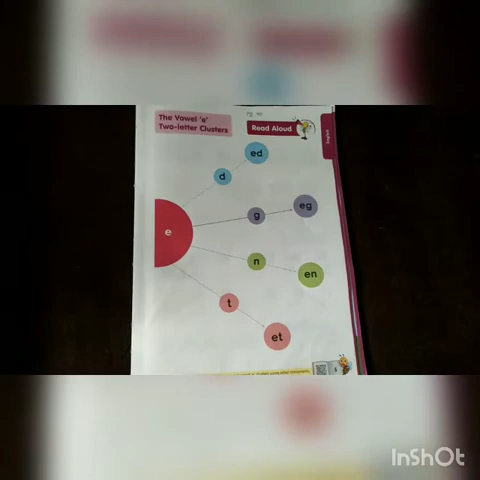 The Vowel 'e'
Two-letter Clusters
Read Aloud
English
ed
d
g
eg
e
n
en
t
et
InShOt